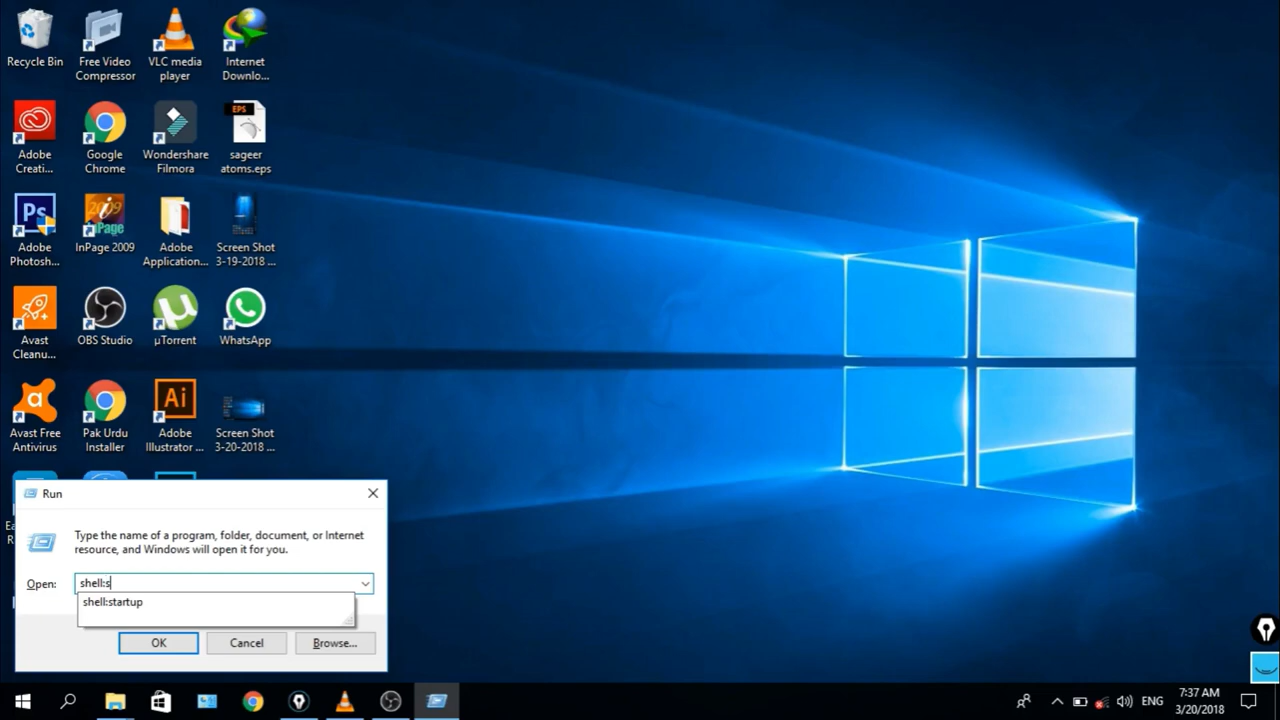 Recycle Bin
Free Video
Compressor
VLC media
player
Internet
Downlo...
Adobe
Creati...
Google
Chrome
Wondershare
Filmora
EPS
sageer
atoms.eps
Ps
Adobe
Photosh...
2009
InPage
InPage 2009
Adobe
Application...
Screen Shot
3-19-2018 ...
Avast
Cleanu...
OBS Studio
µTorrent
WhatsApp
Avast Free
Antivirus
Pak Urdu
Installer
Ai
Adobe
Illustrator ...
Screen Shot
3-20-2018 ...
Run
Type the name of a program, folder, document, or Internet
resource, and Windows will open it for you.
Open:
shell:s
shell:startup
OK
Cancel
Browse...
ENG
7:37 AM
3/20/2018